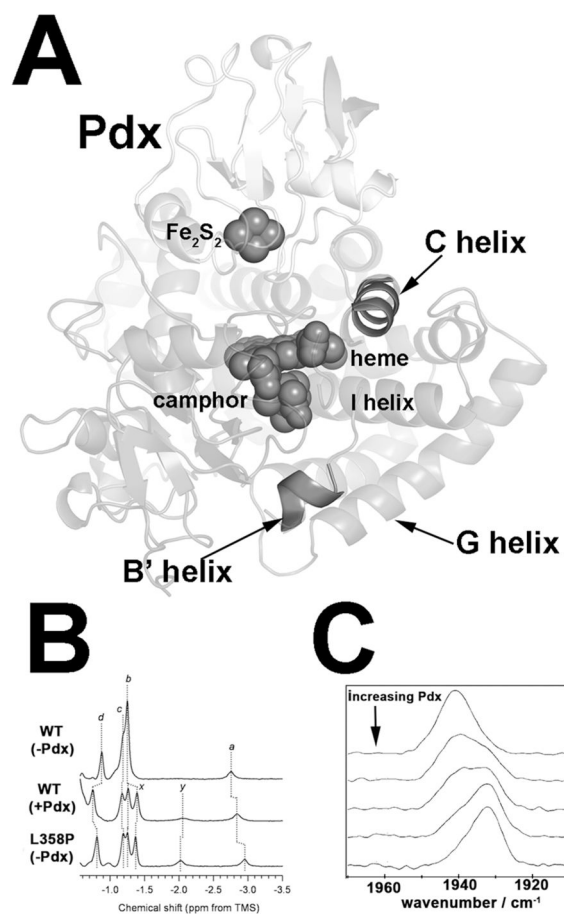 A
Pdx
Fe2S2
C helix
heme
camphor
I helix
B' helix
G helix
B
WT
(-Pdx)
d
c
b
a
WT
(+Pdx)
x
y
L358P
(-Pdx)
-1.0 -1.5 -2.0 -2.5 -3.0 -3.5
Chemical shift (ppm from TMS)
C
Increasing Pdx
1960 1940 1920
wavenumber / cm-1